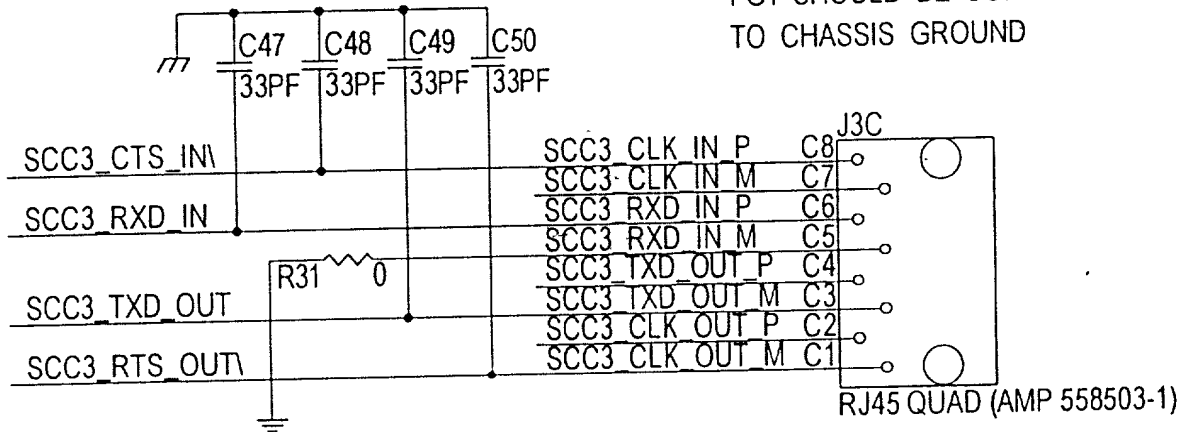 TO CHASSIS GROUND
C47 C48 C49 C50
33PF 33PF 33PF 33PF
J3C
SCC3_CTS_IN\ SCC3_CLK_IN_P C8
SCC3_CLK_IN_M C7
SCC3_RXD_IN SCC3_RXD_IN_P C6
SCC3_RXD_IN_M C5
R31 0 SCC3_TXD_OUT_P C4
SCC3_TXD_OUT SCC3_TXD_OUT_M C3
SCC3_CLK_OUT_P C2
SCC3_RTS_OUT\ SCC3_CLK_OUT_M C1
RJ45 QUAD (AMP 558503-1)